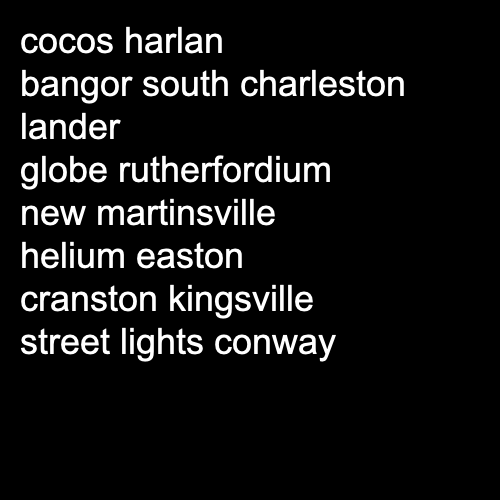 cocos harlan
bangor south charleston
lander
globe rutherfordium
new martinsville
helium easton
cranston kingsville
street lights conway